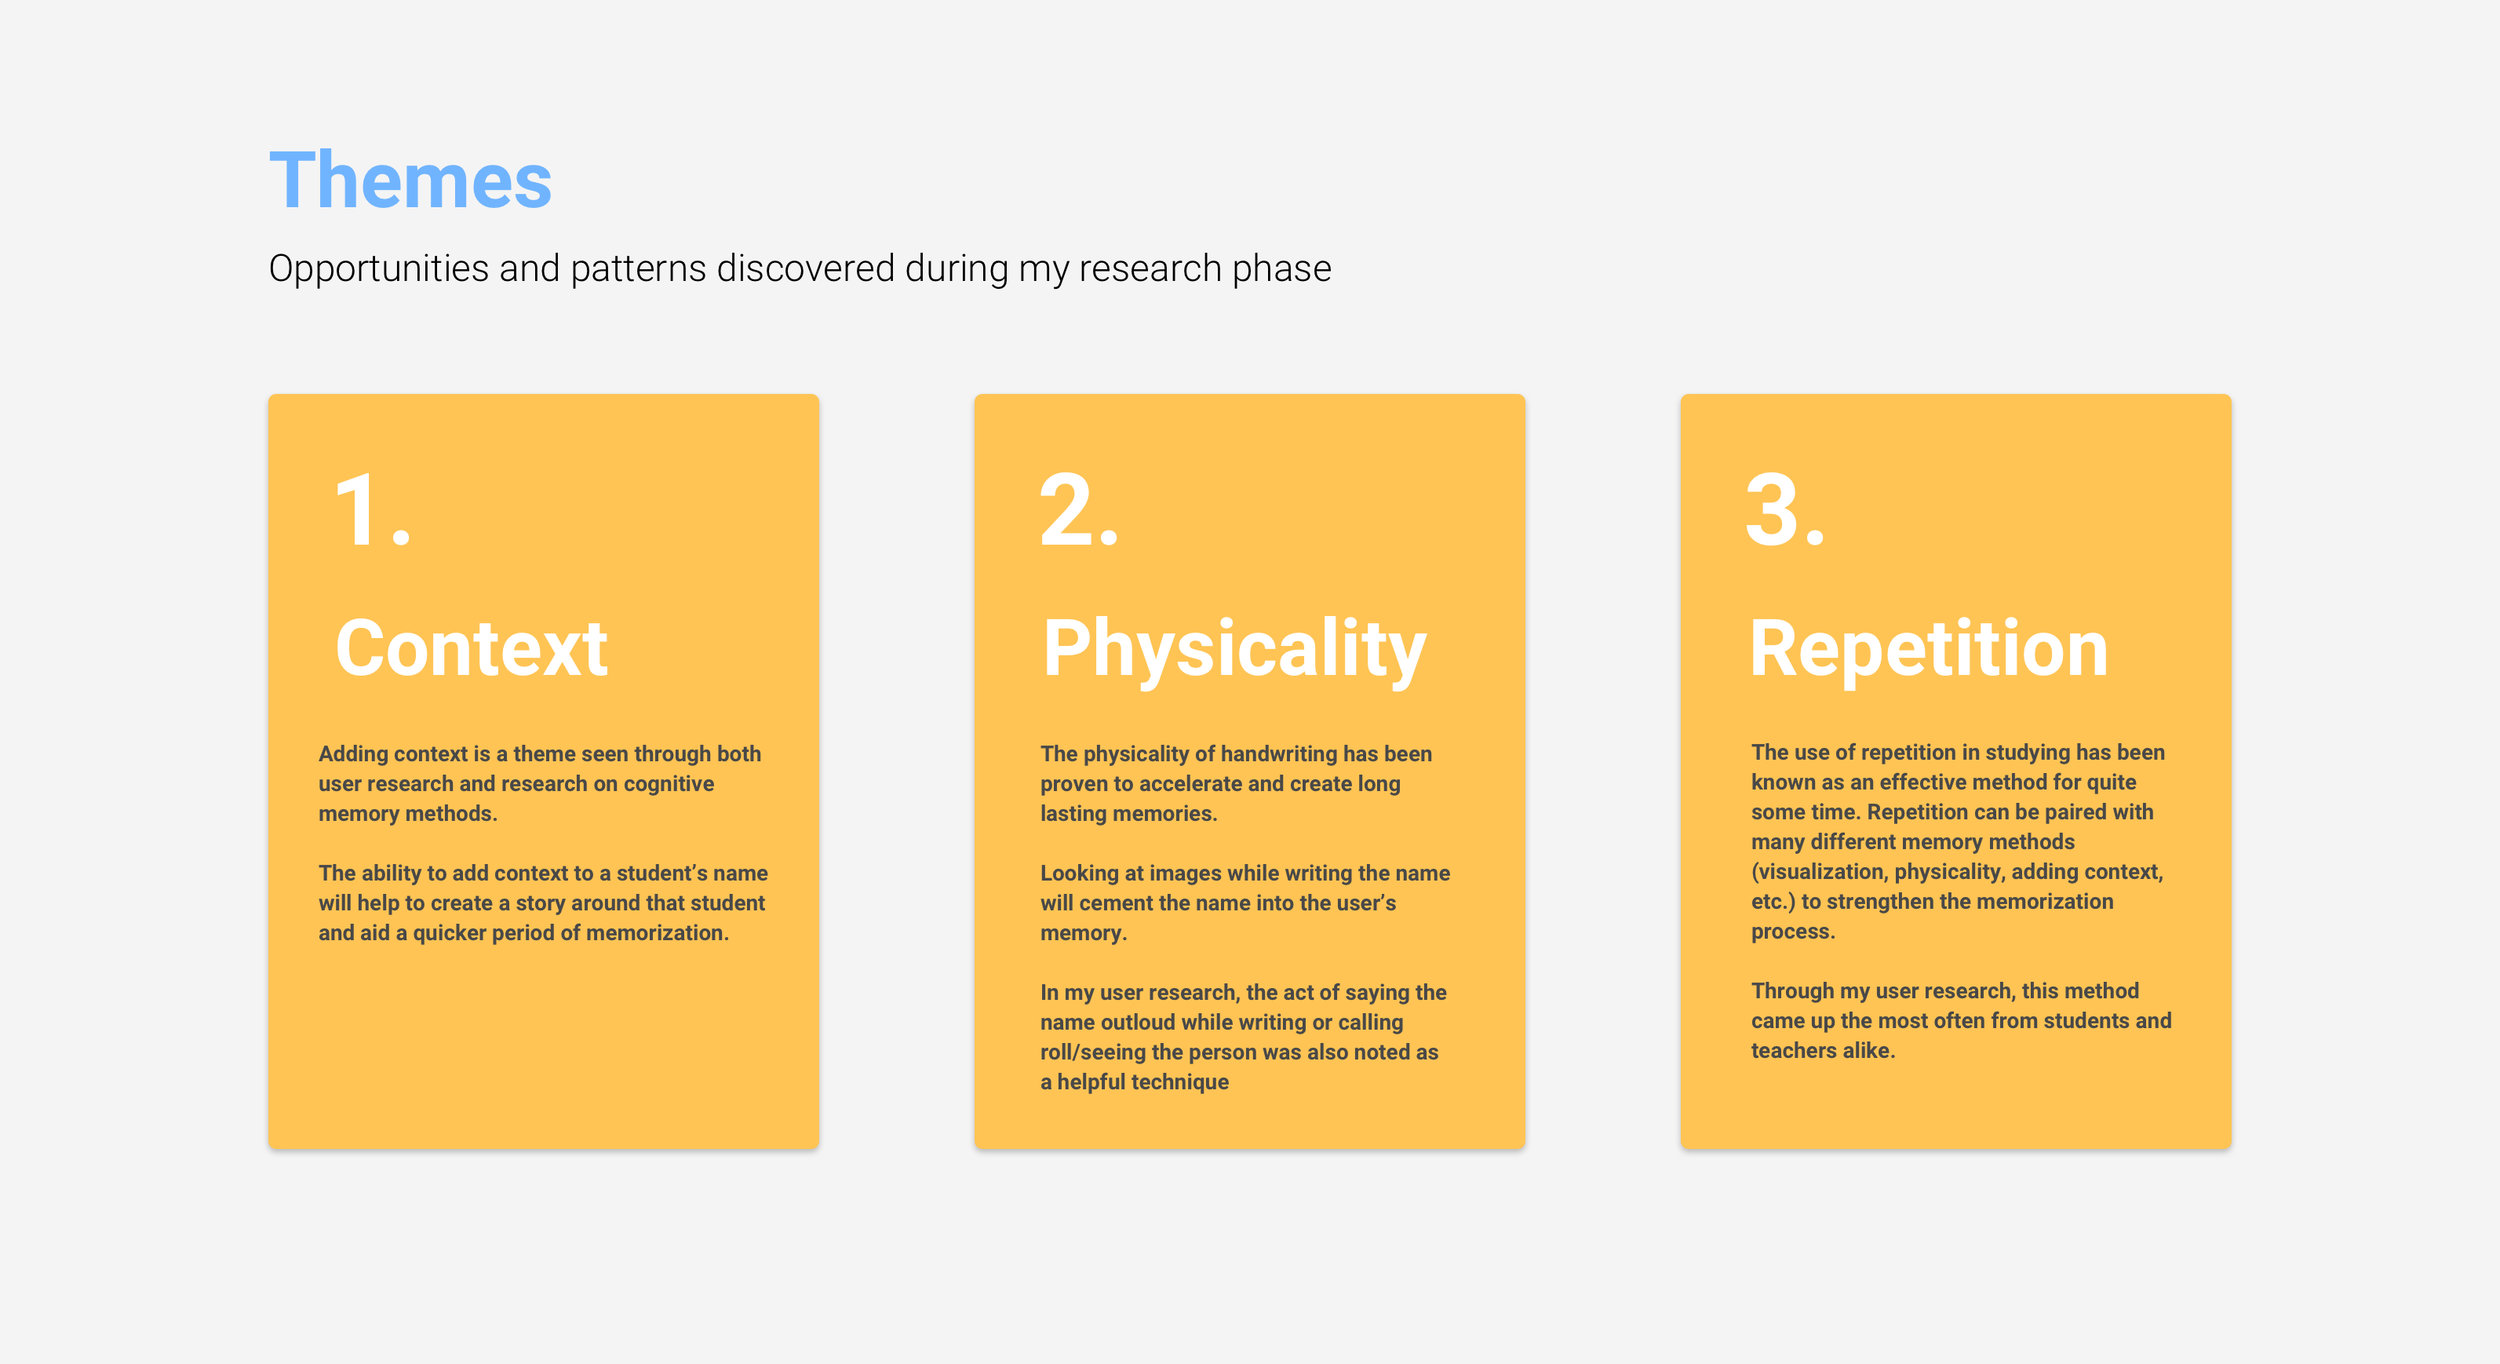 Themes
Opportunities and patterns discovered during my research phase
1.
Context
Adding context is a theme seen through both
user research and research on cognitive
memory methods.
The ability to add context to a student’s name
will help to create a story around that student
and aid a quicker period of memorization.
2.
Physicality
The physicality of handwriting has been
proven to accelerate and create long
lasting memories.
Looking at images while writing the name
will cement the name into the user’s
memory.
In my user research, the act of saying the
name outloud while writing or calling
roll/seeing the person was also noted as
a helpful technique
3.
Repetition
The use of repetition in studying has been
known as an effective method for quite
some time. Repetition can be paired with
many different memory methods
(visualization, physicality, adding context,
etc.) to strengthen the memorization
process.
Through my user research, this method
came up the most often from students and
teachers alike.